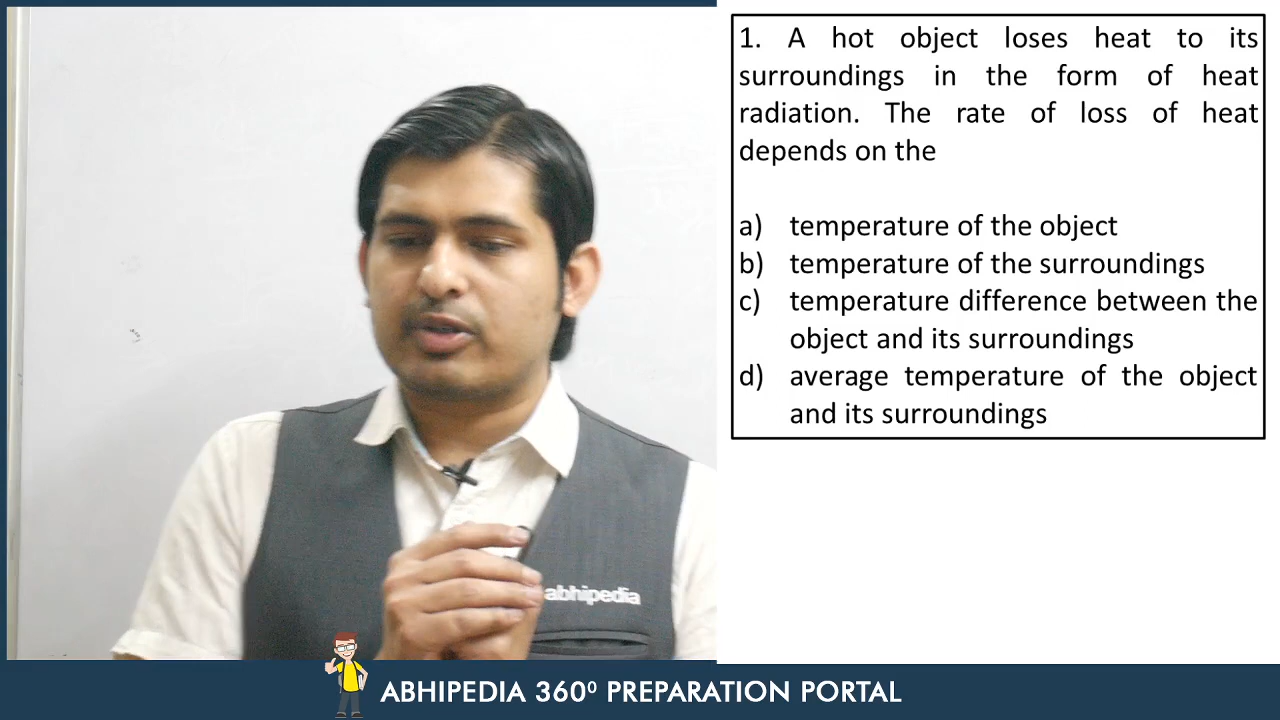 1. A hot object loses heat to its
surroundings in the form of heat
radiation. The rate of loss of heat
depends on the
a) temperature of the object
b) temperature of the surroundings
c) temperature difference between the
object and its surroundings
d) average temperature of the object
and its surroundings
abhipedia
ABHIPEDIA 360⁰ PREPARATION PORTAL